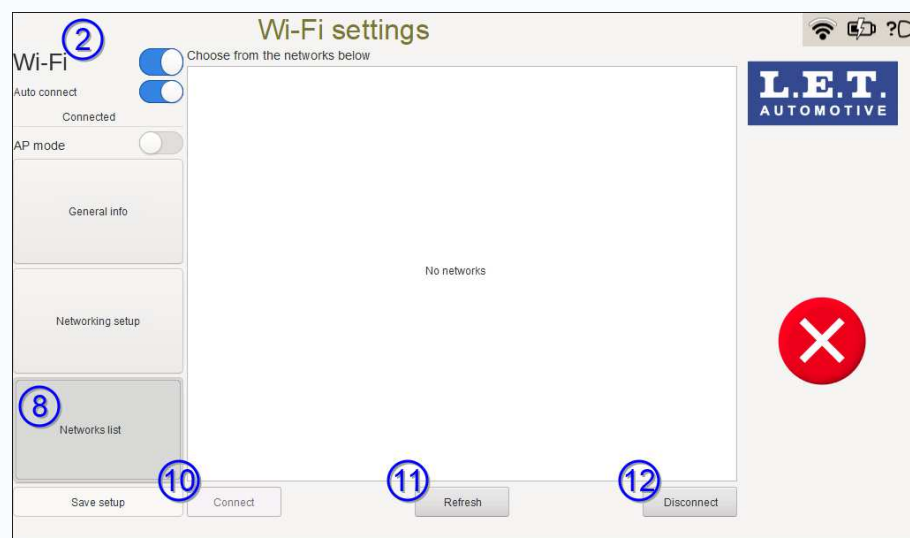 Wi-Fi settings
2
?C
Wi-Fi
Choose from the networks below
Auto connect
Connected
AP mode
General info
No networks
Networking setup
8
Networks list
10
11
12
Save setup
Connect
Refresh
Disconnect
L.E.T.
AUTOMOTIVE